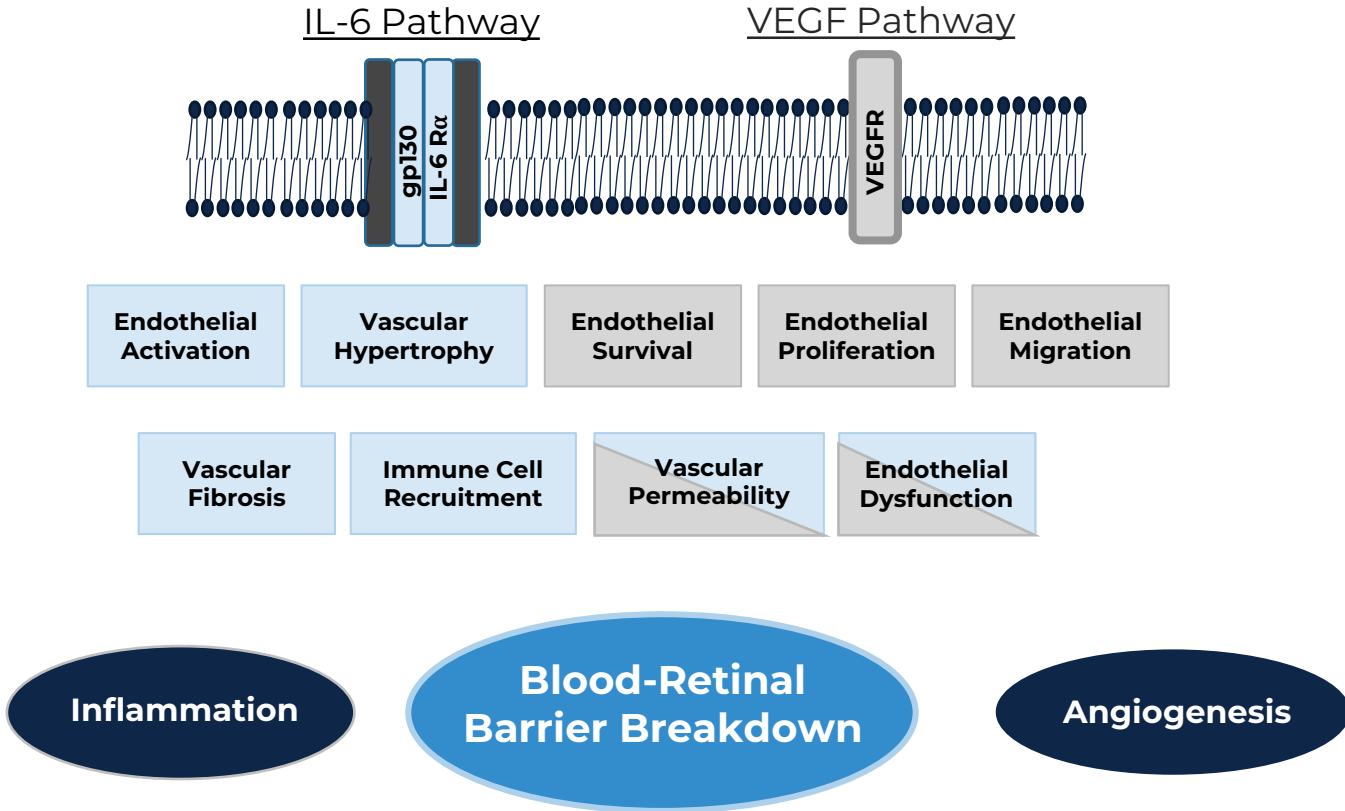 IL-6 Pathway
VEGF Pathway
gp130
IL-6 Rα
VEGFR
Endothelial
Activation
Vascular
Hypertrophy
Endothelial
Survival
Endothelial
Proliferation
Endothelial
Migration
Vascular
Fibrosis
Immune Cell
Recruitment
Vascular
Permeability
Endothelial
Dysfunction
Inflammation
Blood-Retinal
Barrier Breakdown
Angiogenesis